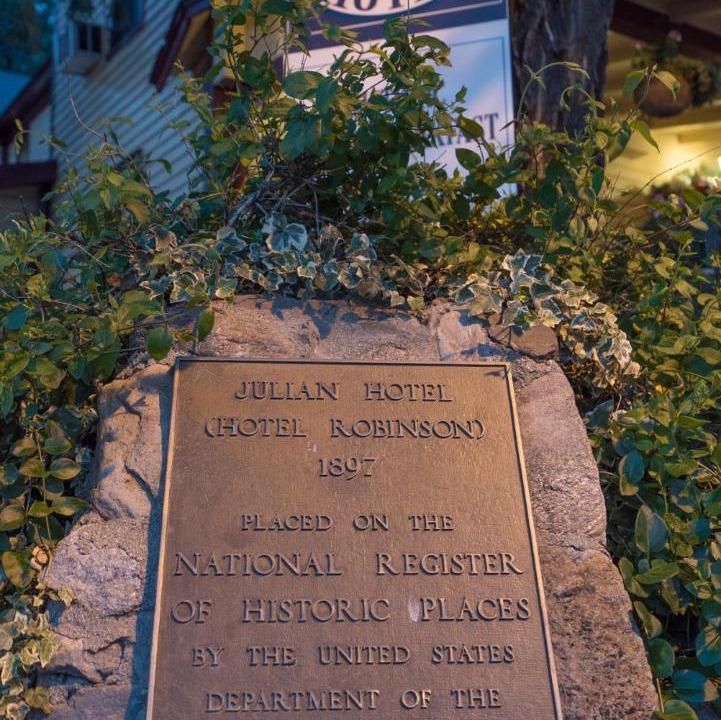 JULIAN HOTEL
(HOTEL ROBINSON)
1897
PLACED ON THE
NATIONAL REGISTER
OF HISTORIC PLACES
BY THE UNITED STATES
DEPARTMENT OF THE